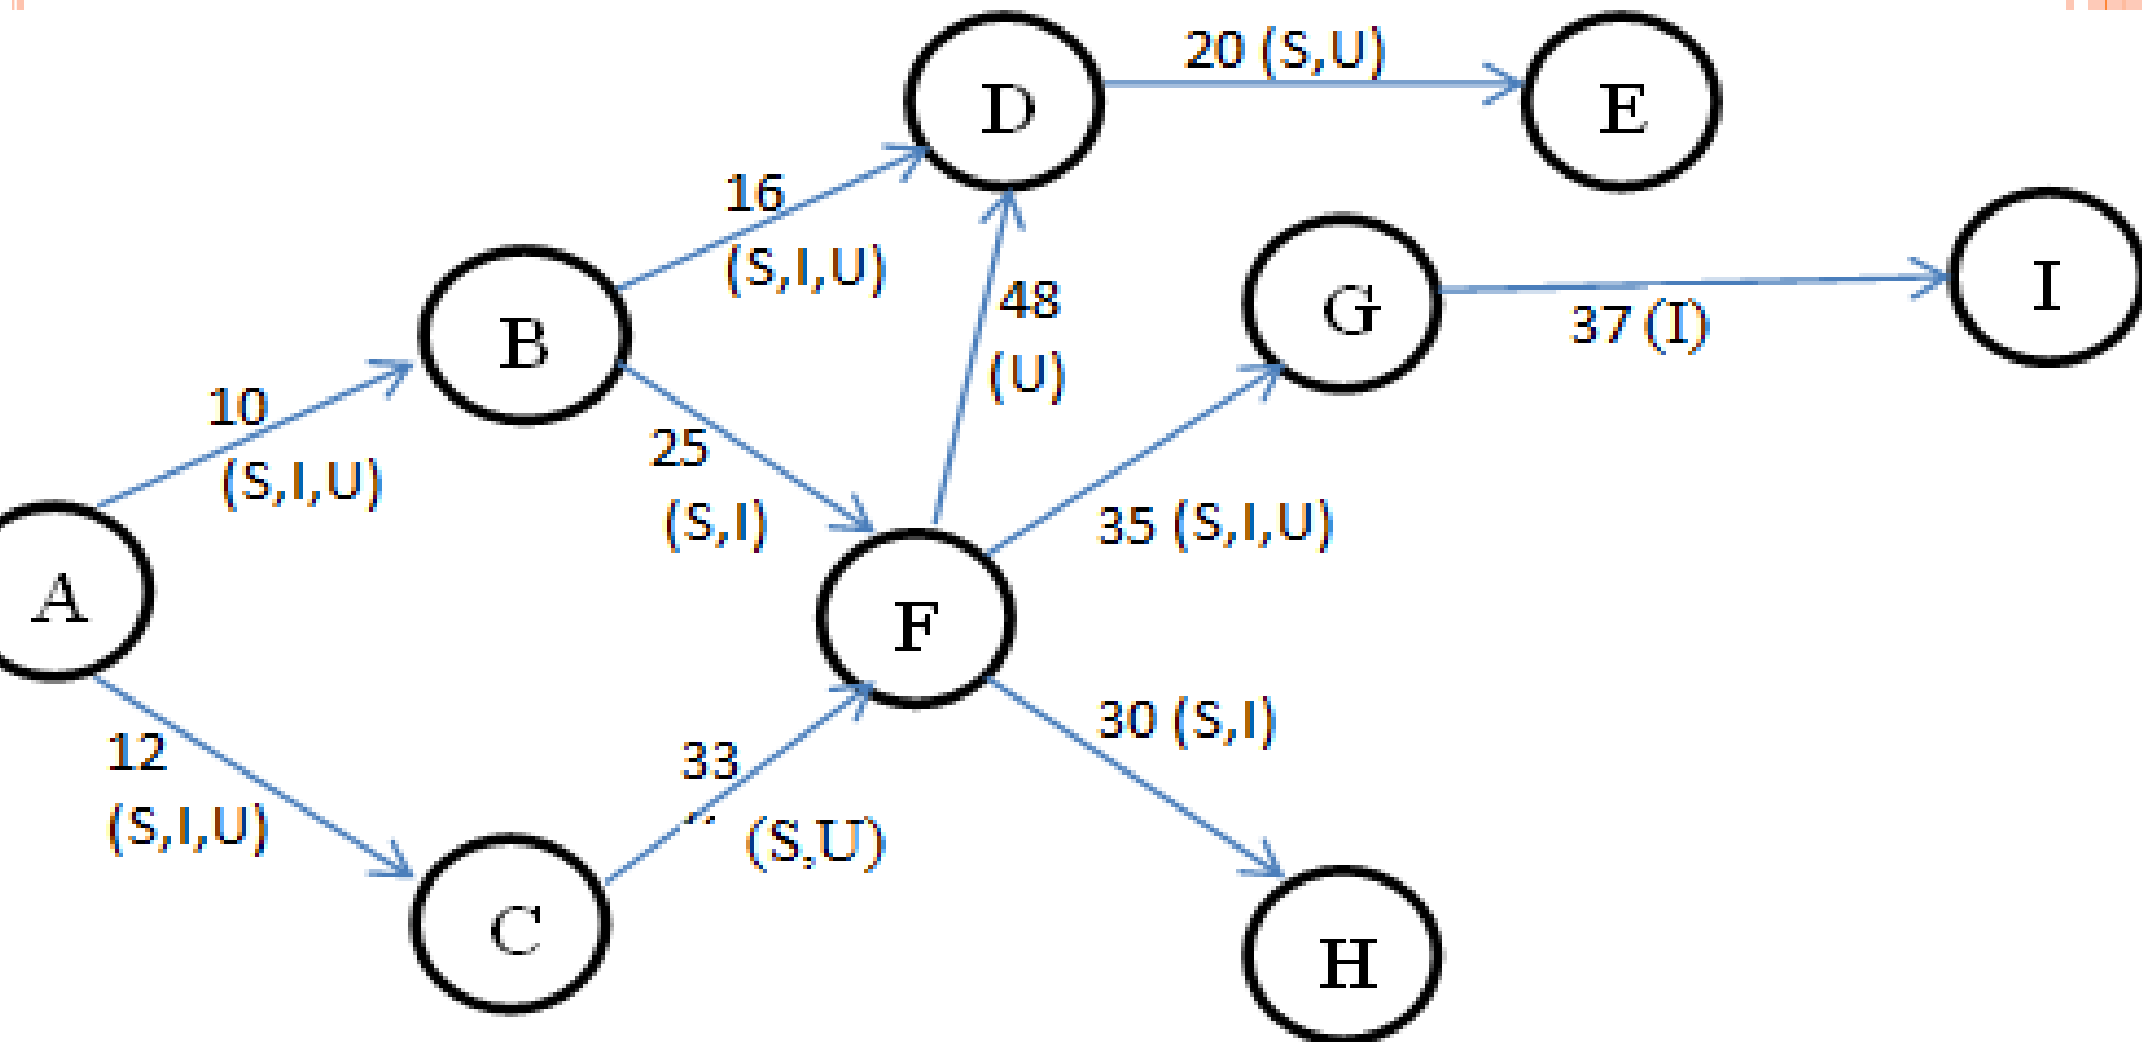 20 (S,U)
D
E
16
(S,I,U)
48
(U)
G
I
37 (I)
B
10
(S,I,U)
25
(S,I)
35 (S,I,U)
A
F
30 (S,I)
12
(S,I,U)
33
(S,U)
C
H